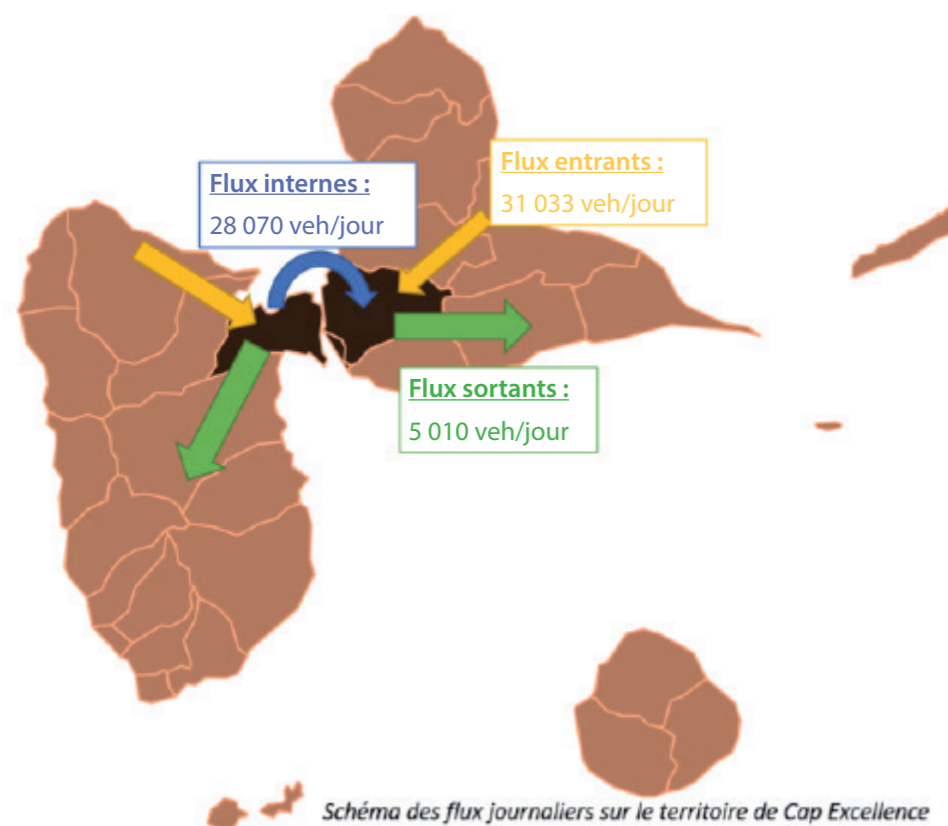 Flux internes :
28 070 veh/jour
Flux entrants :
31 033 veh/jour
Flux sortants :
5 010 veh/jour
Schéma des flux journaliers sur le territoire de Cap Excellence